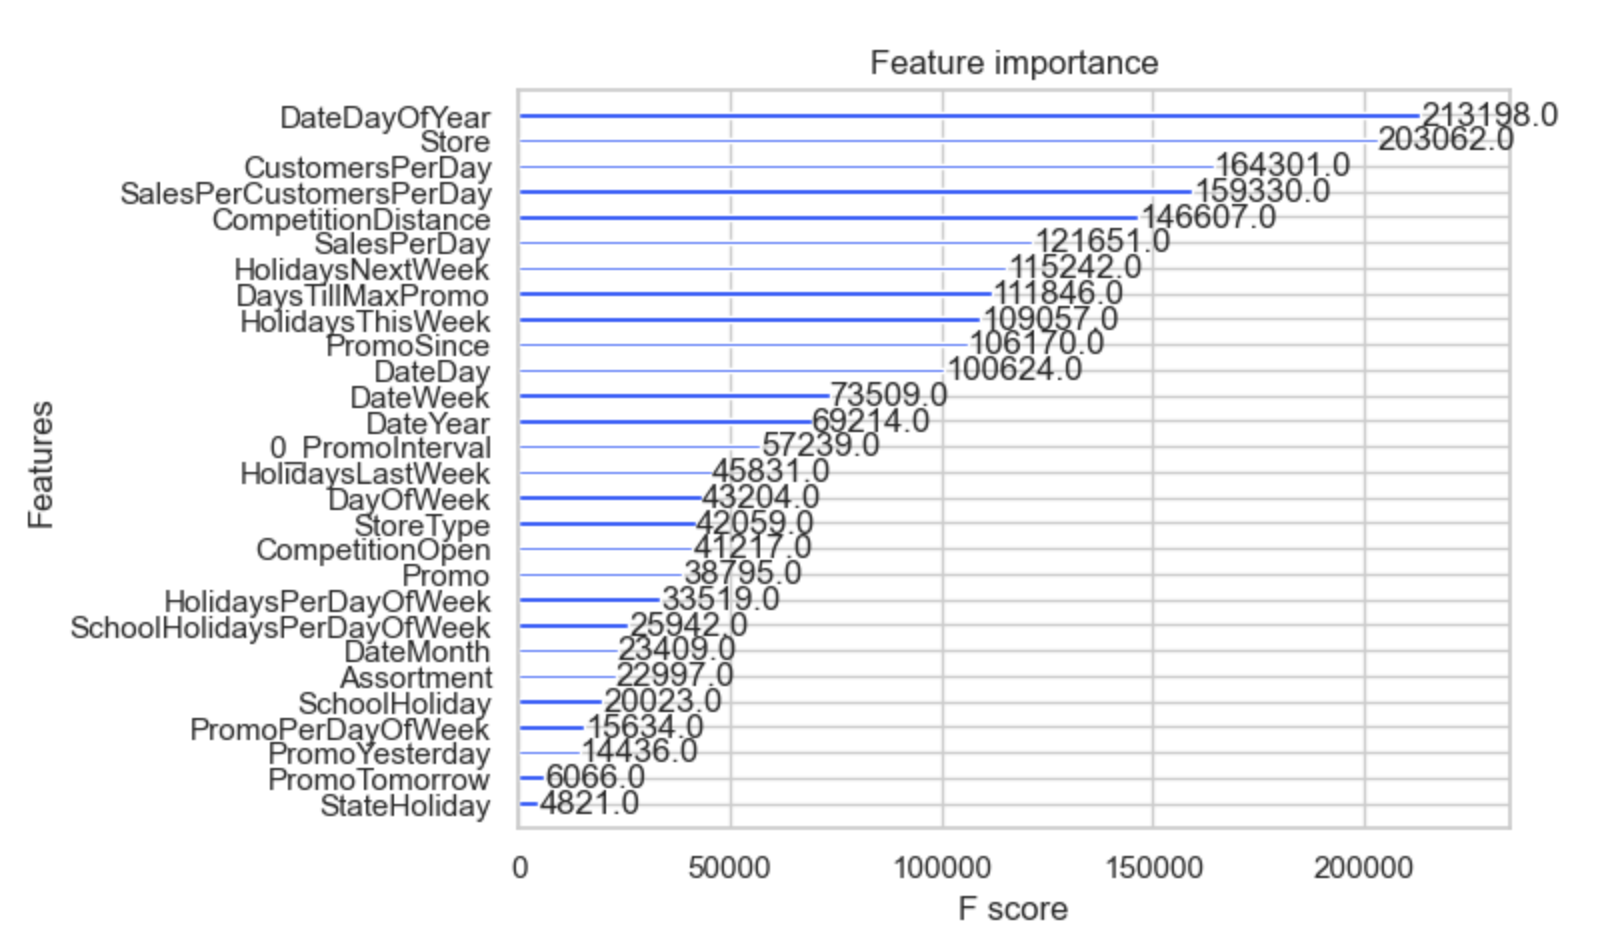 Feature importance
DateDayOfYear 213198.0
Store 203062.0
CustomersPerDay 164301.0
SalesPerCustomersPerDay 159330.0
CompetitionDistance 146607.0
SalesPerDay 121651.0
HolidaysNextWeek 115242.0
DaysTillMaxPromo 111846.0
HolidaysThisWeek 109057.0
PromoSince 106170.0
DateDay 100624.0
DateWeek 73509.0
DateYear 69214.0
0_PromoInterval 57239.0
HolidaysLastWeek 45831.0
DayOfWeek 43204.0
StoreType 42059.0
CompetitionOpen 41217.0
Promo 38795.0
HolidaysPerDayOfWeek 33519.0
SchoolHolidaysPerDayOfWeek 25942.0
DateMonth 23409.0
Assortment 22997.0
SchoolHoliday 20023.0
PromoPerDayOfWeek 15634.0
PromoYesterday 14436.0
PromoTomorrow 6066.0
StateHoliday 4821.0
Features
0 50000 100000 150000 200000
F score